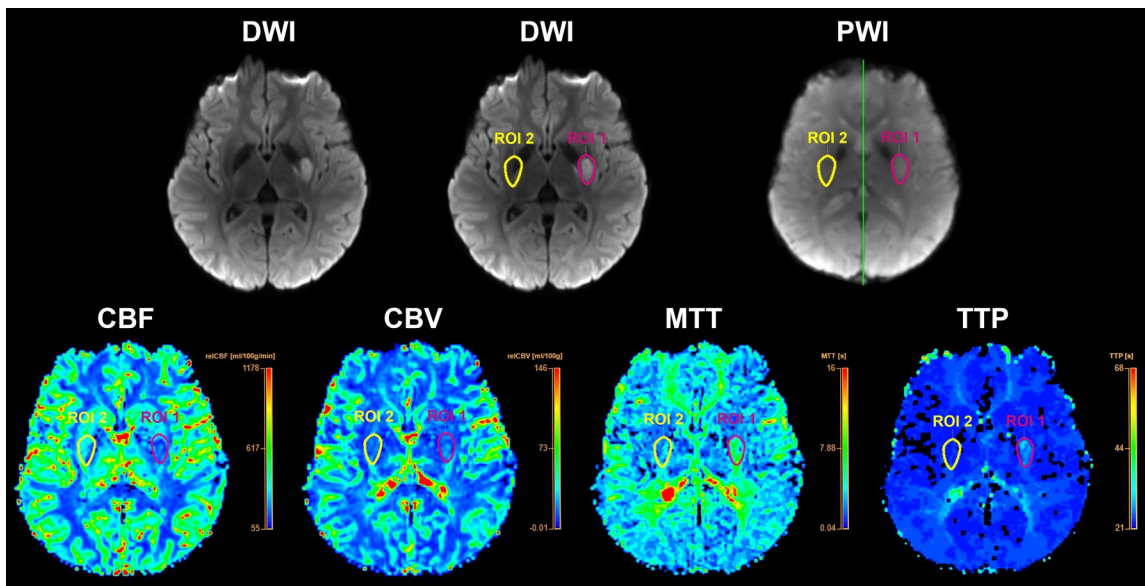 DWI
DWI
PWI
ROI 2
ROI 1
ROI 2
ROI 1
CBF
CBV
MTT
TTP
relCBF [ml/100g/min]
1178
617
55
relCBV [ml/100g]
146
73
-0.01
MTT [s]
16
7.88
0.04
TTP [s]
68
44
21
ROI 2
ROI 1
ROI 2
ROI 1
ROI 2
ROI 1
ROI 2
ROI 1